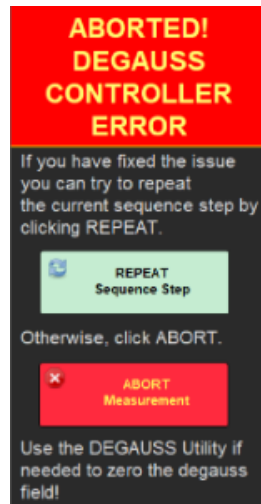 ABORTED!
DEGAUSS
CONTROLLER
ERROR
If you have fixed the issue
you can try to repeat
the current sequence step by
clicking REPEAT.
REPEAT
Sequence Step
Otherwise, click ABORT.
ABORT
Measurement
Use the DEGAUSS Utility if
needed to zero the degauss
field!